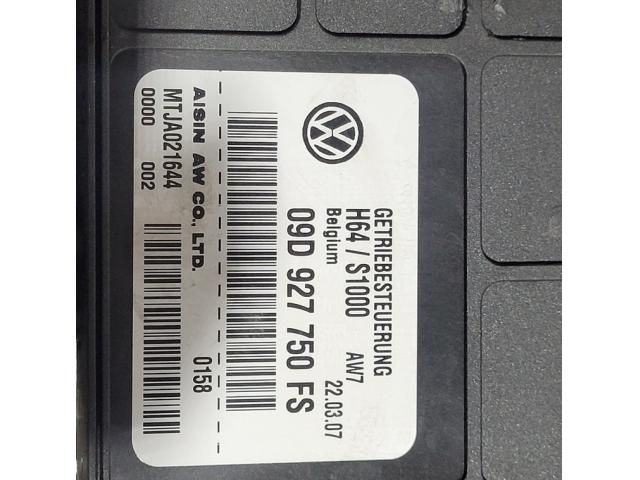 GETRIEBESTEUERUNG
H64 / S1000 AW7
Belgium 22.03.07
09D 927 750 FS
0158
AISIN AW CO., LTD.
MTJA021644
0000 002